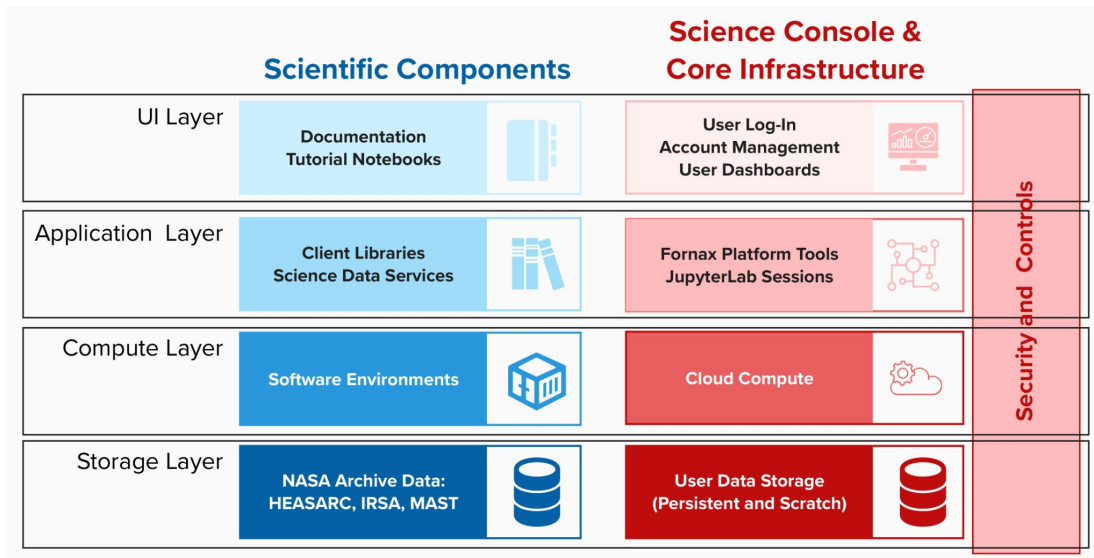 Scientific Components
Science Console &
Core Infrastructure
UI Layer
Documentation
Tutorial Notebooks
User Log-In
Account Management
User Dashboards
Application Layer
Client Libraries
Science Data Services
Fornax Platform Tools
JupyterLab Sessions
Compute Layer
Software Environments
Cloud Compute
Storage Layer
NASA Archive Data:
HEASARC, IRSA, MAST
User Data Storage
(Persistent and Scratch)
Security and Controls